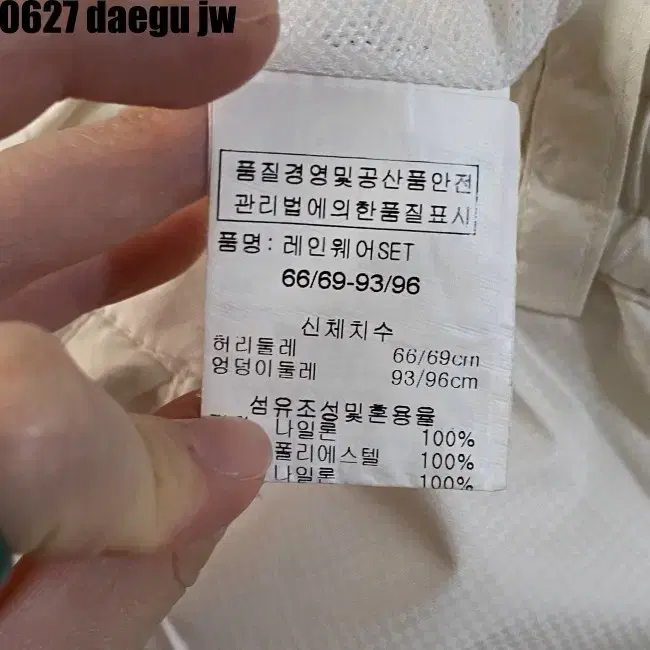 0627 daegu jw
품질경영및공산품안전
관리법에의한품질표시
품명: 레인웨어SET
66/69-93/96
신체치수
허리둘레 66/69cm
엉덩이둘레 93/96cm
섬유조성및혼용율
나일론 100%
폴리에스텔 100%
나일론 100%